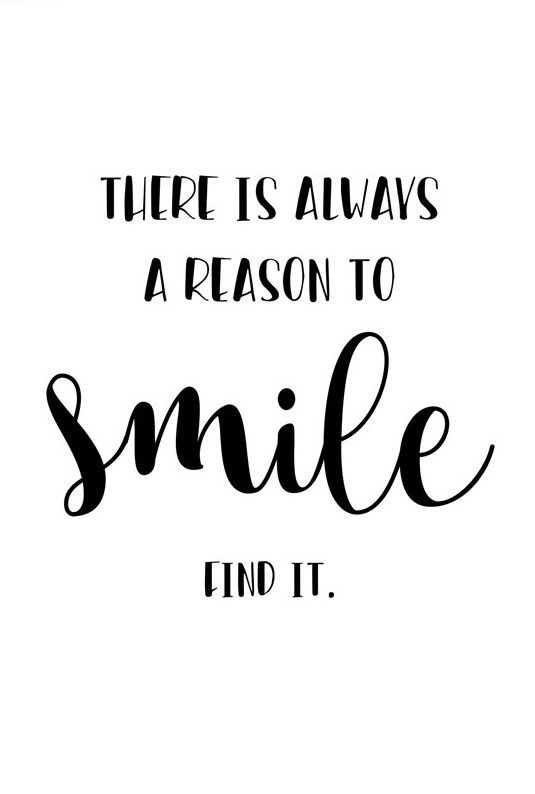 THERE IS ALWAYS
A REASON TO
smile
FIND IT.